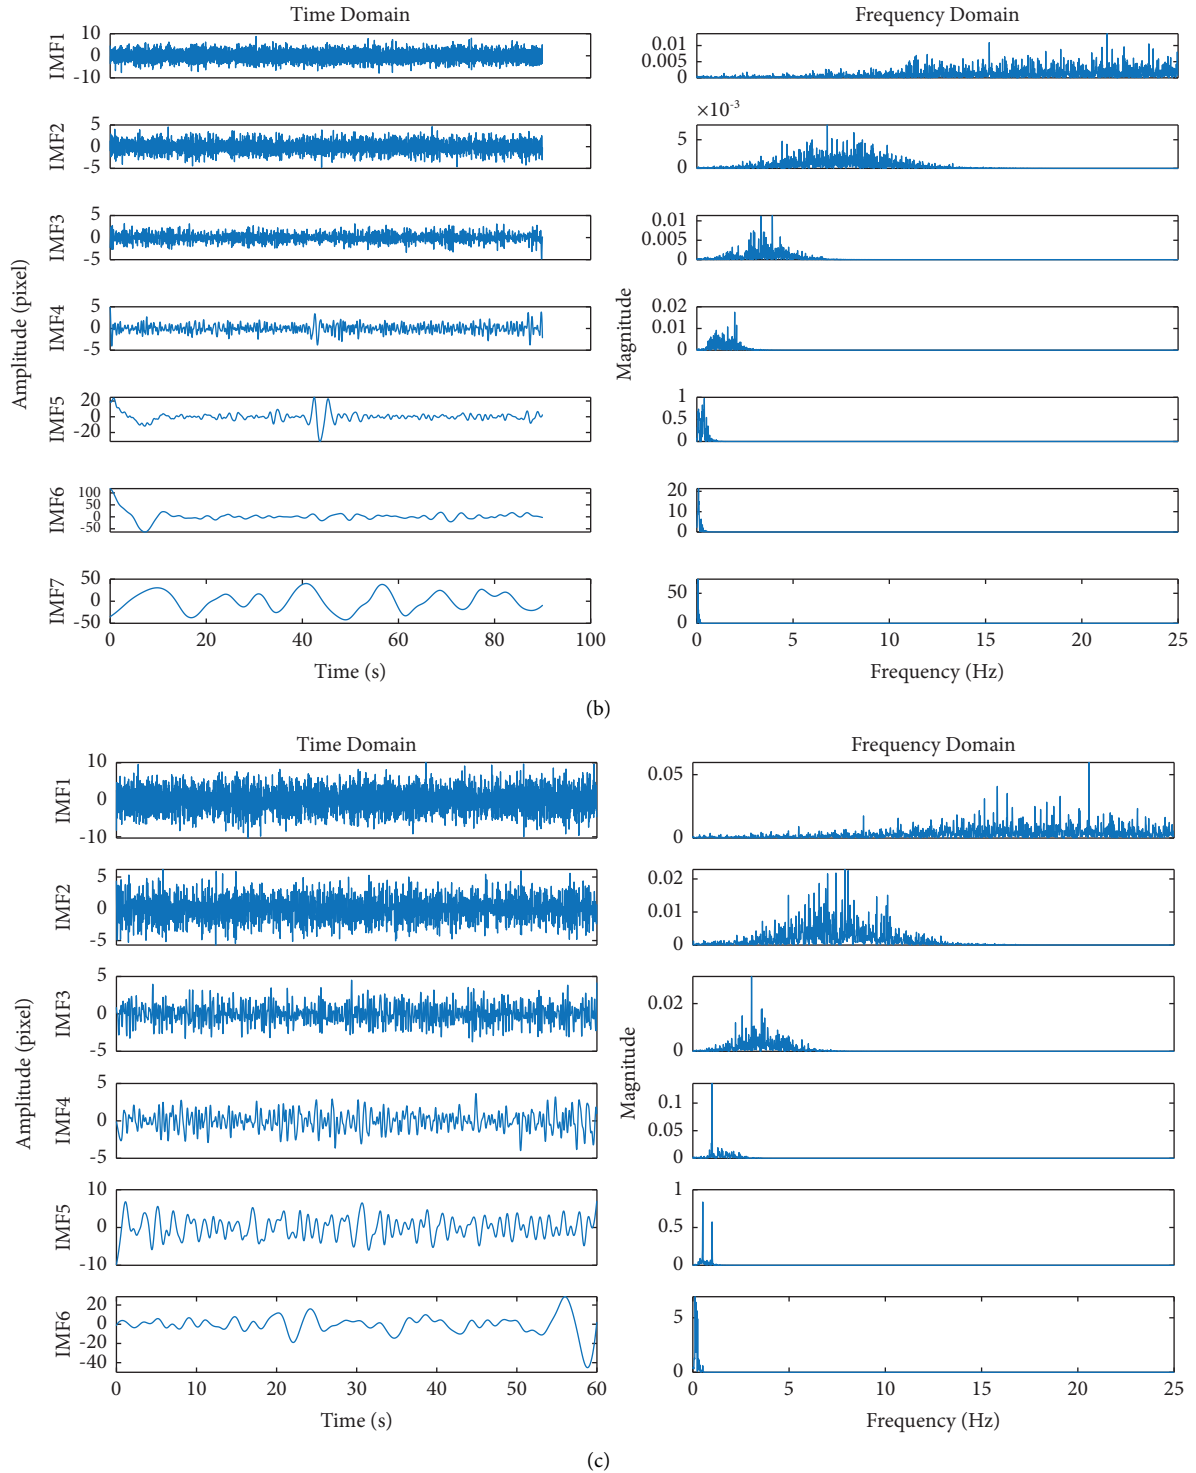 Time Domain
Frequency Domain
IMF1
10
0
-10
0.01
0.005
0
IMF2
5
0
-5
×10-3
5
0
IMF3
5
0
-5
0.01
0.005
0
IMF4
5
0
-5
0.02
0.01
0
IMF5
20
0
-20
1
0.5
0
IMF6
100
50
0
-50
20
10
0
IMF7
50
0
-50
50
0
0 20 40 60 80 100
0 5 10 15 20 25
Amplitude (pixel)
Magnitude
Time (s)
Frequency (Hz)
(b)
Time Domain
Frequency Domain
IMF1
10
0
-10
0.05
0
IMF2
5
0
-5
0.02
0.01
0
IMF3
5
0
-5
0.02
0
IMF4
5
0
-5
0.1
0.05
0
IMF5
10
0
-10
1
0.5
0
IMF6
20
0
-20
-40
5
0
0 10 20 30 40 50 60
0 5 10 15 20 25
Amplitude (pixel)
Magnitude
Time (s)
Frequency (Hz)
(c)